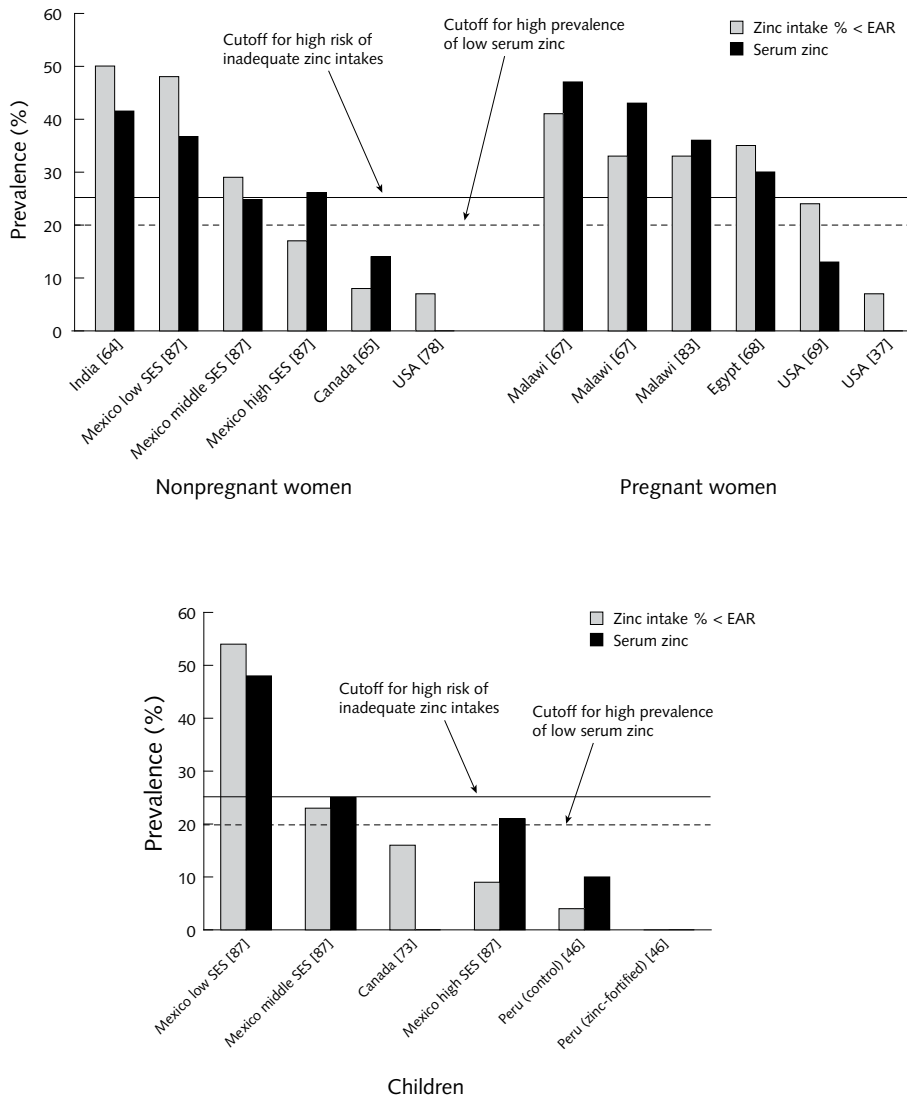 60
50
40
30
20
10
0
Prevalence (%)
Cutoff for high risk of
inadequate zinc intakes
Cutoff for high prevalence
of low serum zinc
Zinc intake % < EAR
Serum zinc
India [64]
Mexico low SES [87]
Mexico middle SES [87]
Mexico high SES [87]
Canada [65]
USA [78]
Malawi [67]
Malawi [67]
Malawi [83]
Egypt [68]
USA [69]
USA [37]
Nonpregnant women
Pregnant women
60
50
40
30
20
10
0
Prevalence (%)
Zinc intake % < EAR
Serum zinc
Cutoff for high risk of
inadequate zinc intakes
Cutoff for high prevalence
of low serum zinc
Mexico low SES [87]
Mexico middle SES [87]
Canada [73]
Mexico high SES [87]
Peru (control) [46]
Peru (zinc-fortified) [46]
Children